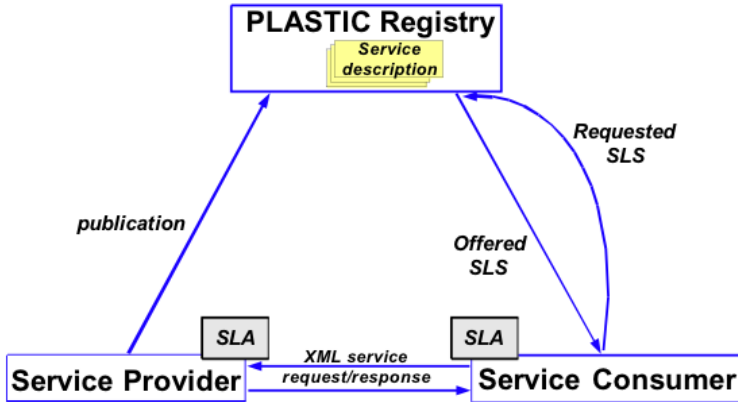 PLASTIC Registry
Service
description
Requested
SLS
publication
Offered
SLS
SLA
SLA
XML service
request/response
Service Provider
Service Consumer